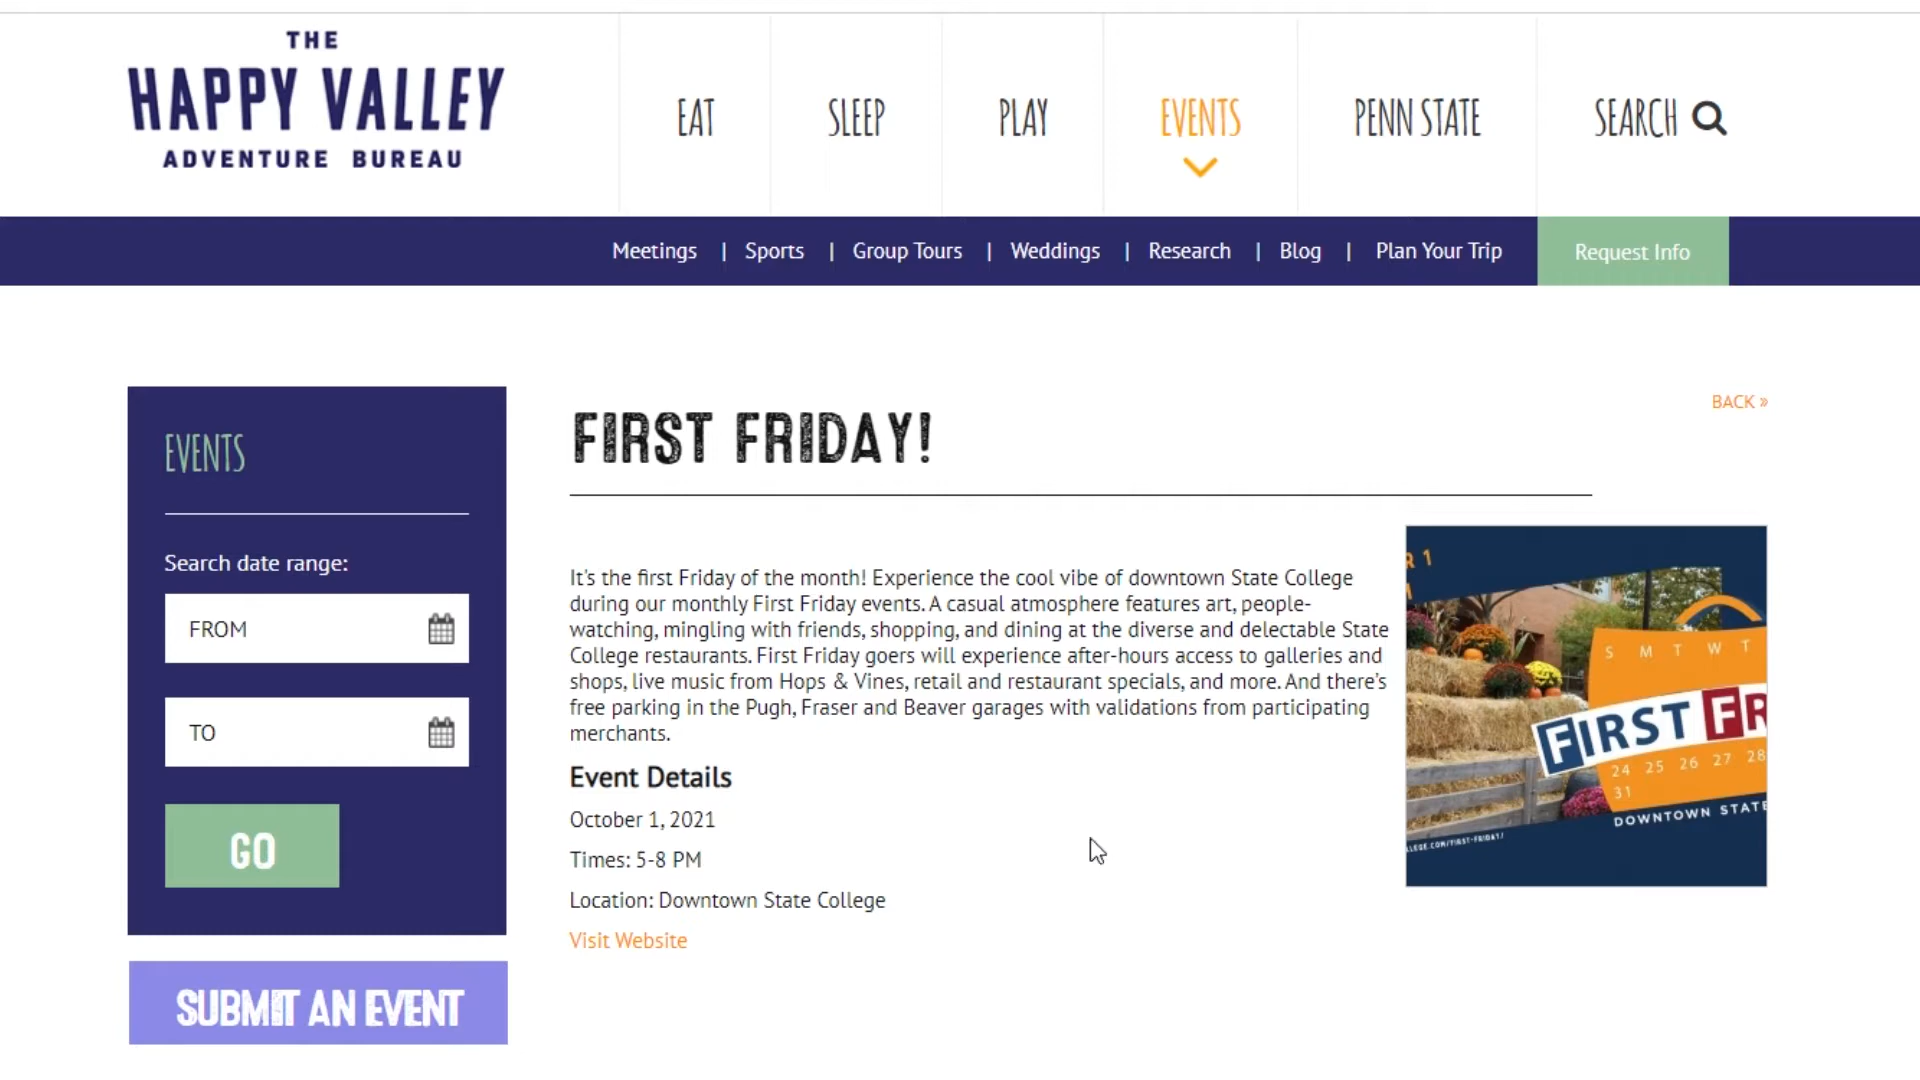 THE
HAPPY VALLEY
ADVENTURE BUREAU
EAT
SLEEP
PLAY
EVENTS
PENN STATE
SEARCH
Meetings | Sports | Group Tours | Weddings | Research | Blog | Plan Your Trip
Request Info
EVENTS
Search date range:
FROM
TO
GO
SUBMIT AN EVENT
FIRST FRIDAY!
BACK »
It's the first Friday of the month! Experience the cool vibe of downtown State College
during our monthly First Friday events. A casual atmosphere features art, people-
watching, mingling with friends, shopping, and dining at the diverse and delectable State
College restaurants. First Friday goers will experience after-hours access to galleries and
shops, live music from Hops & Vines, retail and restaurant specials, and more. And there's
free parking in the Pugh, Fraser and Beaver garages with validations from participating
merchants.
Event Details
October 1, 2021
Times: 5-8 PM
Location: Downtown State College
Visit Website
R 1
S M T W T
FIRST FR
24 25 26 27 28
31
DOWNTOWN STATE
LLEGE.COM/FIRST-FRIDAY/